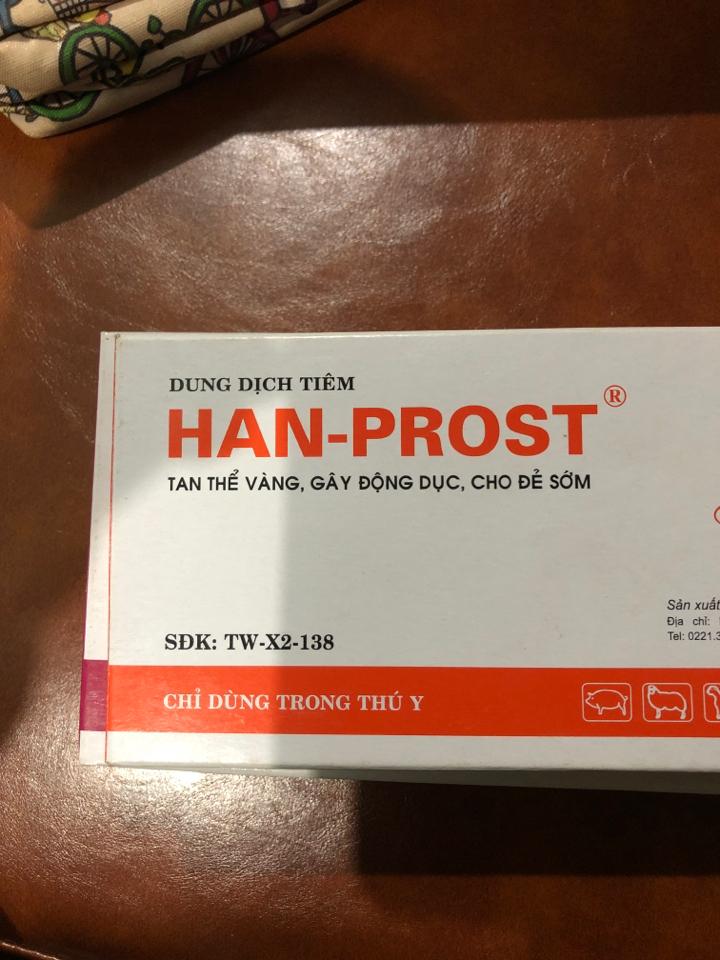 DUNG DỊCH TIÊM
HAN-PROST®
TAN THỂ VÀNG, GÂY ĐỘNG DỤC, CHO ĐẺ SỚM
Sản xuất
Địa chỉ:
Tel: 0221.3
SĐK: TW-X2-138
CHỈ DÙNG TRONG THÚ Y